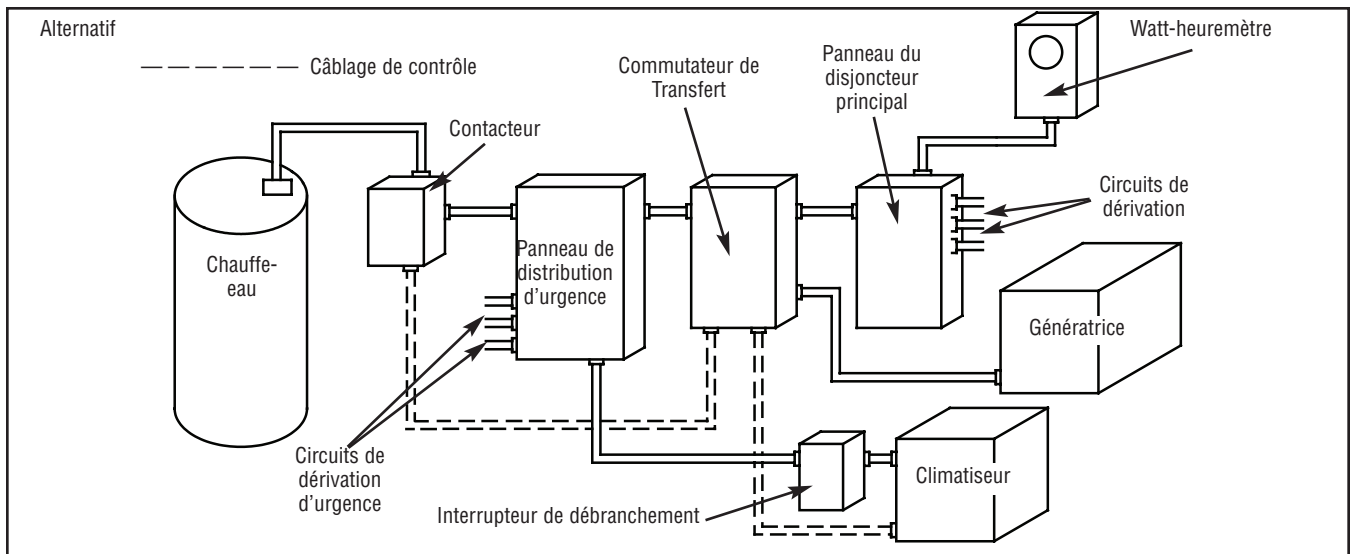 Alternatif
Câblage de contrôle
Commutateur de
Transfert
Panneau du
disjoncteur
principal
Watt-heuremètre
Contacteur
Circuits de
dérivation
Chauffe-
eau
Panneau de
distribution
d'urgence
Génératrice
Circuits de
dérivation
d'urgence
Climatiseur
Interrupteur de débranchement